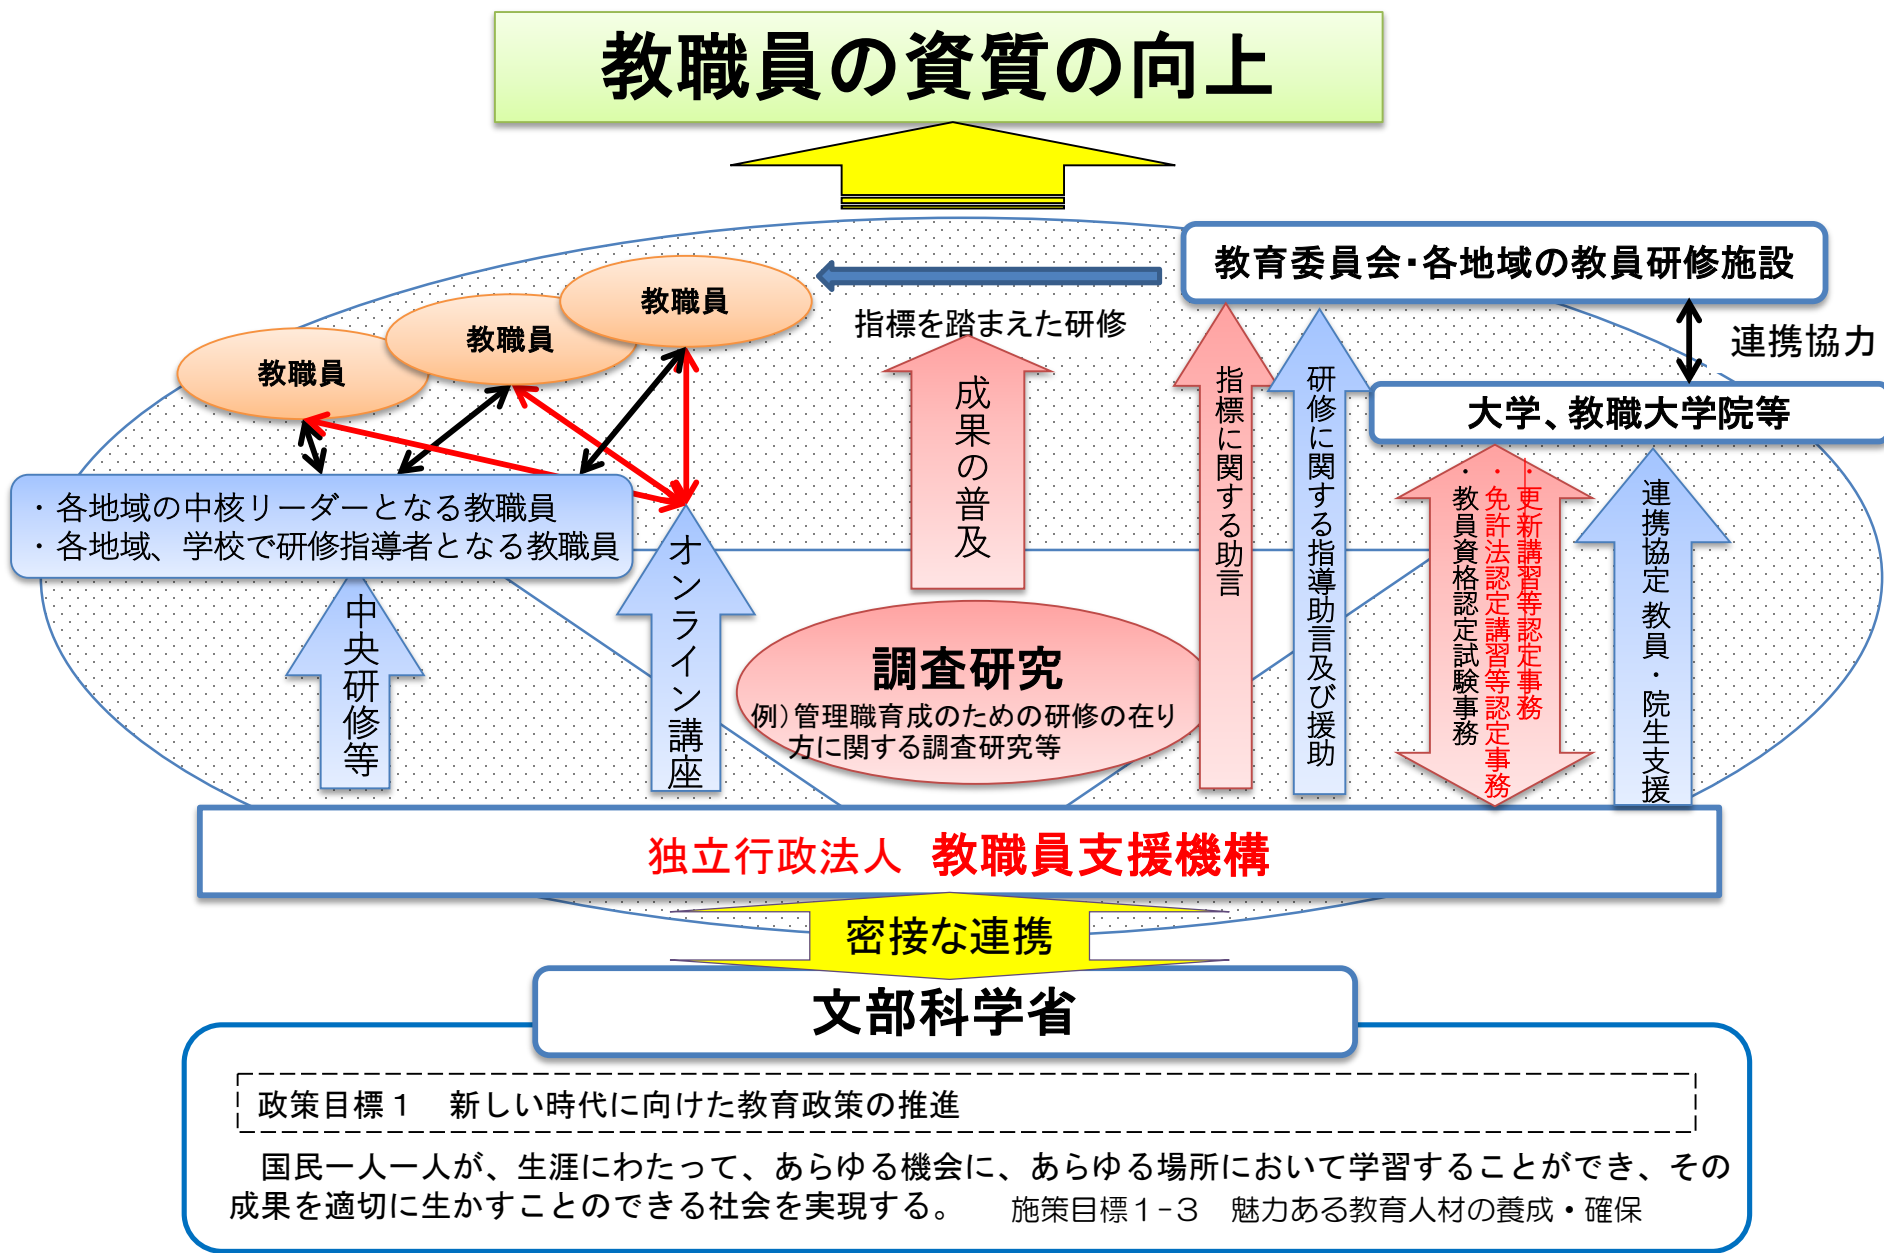 教職員の資質の向上
教育委員会・各地域の教員研修施設
教職員
教職員
教職員
指標を踏まえた研修
連携協力
大学、教職大学院等
・各地域の中核リーダーとなる教職員
・各地域、学校で研修指導者となる教職員
中央研修等
オンライン講座
成果の普及
調査研究
例）管理職育成のための研修の在り
方に関する調査研究等
指標に関する助言
研修に関する指導助言及び援助
・更新講習等認定事務
・免許法認定講習等認定事務
・教員資格認定試験事務
連携協定 教員・院生支援
独立行政法人 教職員支援機構
密接な連携
文部科学省
政策目標１　新しい時代に向けた教育政策の推進
国民一人一人が、生涯にわたって、あらゆる機会に、あらゆる場所において学習することができ、その
成果を適切に生かすことのできる社会を実現する。　施策目標１-３　魅力ある教育人材の養成・確保